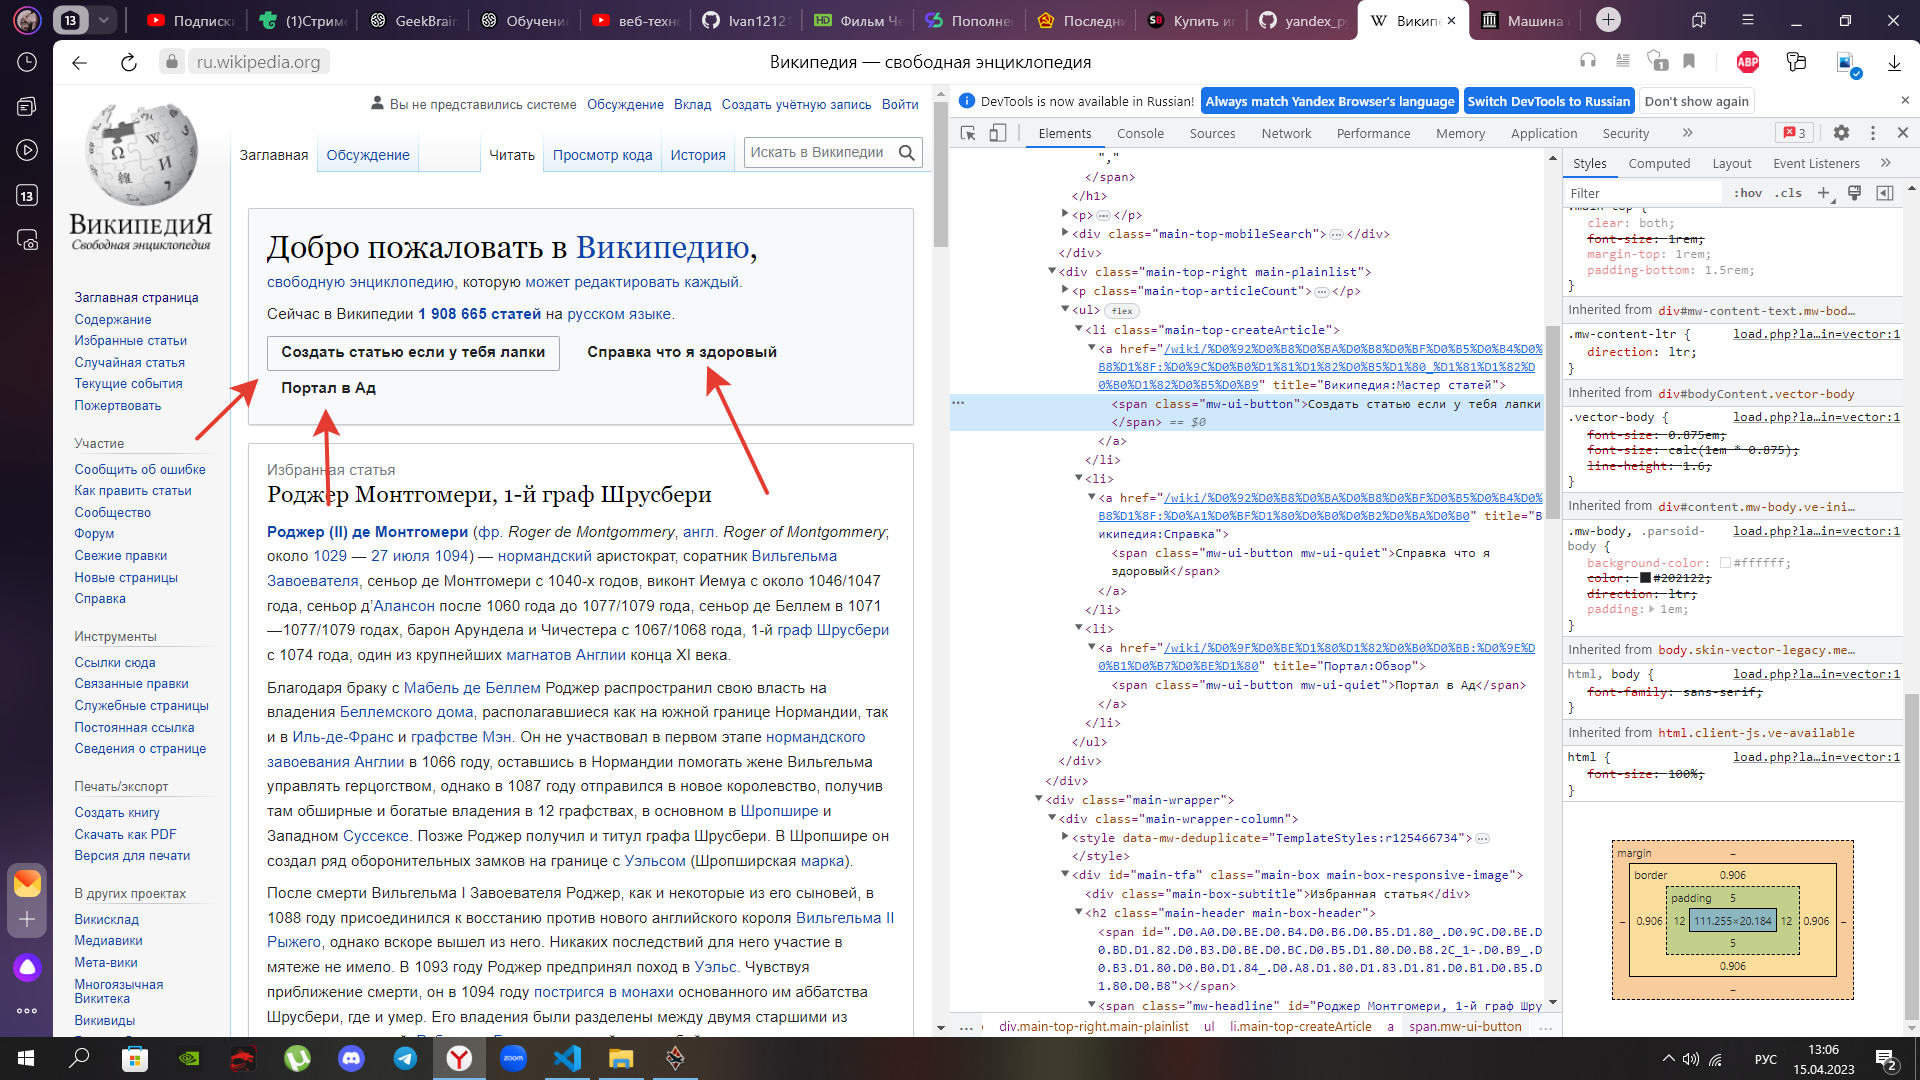 13
Подписки
(1)Стрим
GeekBrain
Обучение
веб-техно
Ivan1212
Фильм Че
Пополне
Последни
Купить и
yandex_p
Викип
Машина
ru.wikipedia.org
Википедия — свободная энциклопедия
1
ABP
13
ВикипедиЯ
Свободная энциклопедия
Вы не представились системе Обсуждение Вклад Создать учётную запись Войти
Заглавная Обсуждение Читать Просмотр кода История Искать в Википедии
Добро пожаловать в Википедию,
свободную энциклопедию, которую может редактировать каждый.
Сейчас в Википедии 1 908 665 статей на русском языке.
Создать статью если у тебя лапки Справка что я здоровый
Портал в Ад
Заглавная страница
Содержание
Избранные статьи
Случайная статья
Текущие события
Пожертвовать
Участие
Сообщить об ошибке
Как править статьи
Сообщество
Форум
Свежие правки
Новые страницы
Справка
Инструменты
Ссылки сюда
Связанные правки
Служебные страницы
Постоянная ссылка
Сведения о странице
Печать/экспорт
Создать книгу
Скачать как PDF
Версия для печати
В других проектах
Викисклад
Медиавики
Мета-вики
Многоязычная
Викитека
Викивиды
Избранная статья
Роджер Монтгомери, 1-й граф Шрусбери
Роджер (II) де Монтгомери (фр. Roger de Montgommery, англ. Roger of Montgommery;
около 1029 — 27 июля 1094) — нормандский аристократ, соратник Вильгельма
Завоевателя, сеньор де Монтгомери с 1040-х годов, виконт Иемуа с около 1046/1047
года, сеньор д’Алансон после 1060 года до 1077/1079 года, сеньор де Беллем в 1071
—1077/1079 годах, барон Арундела и Чичестера с 1067/1068 года, 1-й граф Шрусбери
с 1074 года, один из крупнейших магнатов Англии конца XI века.
Благодаря браку с Мабель де Беллем Роджер распространил свою власть на
владения Беллемского дома, располагавшиеся как на южной границе Нормандии, так
и в Иль-де-Франс и графстве Мэн. Он не участвовал в первом этапе нормандского
завоевания Англии в 1066 году, оставшись в Нормандии помогать жене Вильгельма
управлять герцогством, однако в 1087 году отправился в новое королевство, получив
там обширные и богатые владения в 12 графствах, в основном в Шропшире и
Западном Суссексе. Позже Роджер получил и титул графа Шрусбери. В Шропшире он
создал ряд оборонительных замков на границе с Уэльсом (Шропширская марка).
После смерти Вильгельма I Завоевателя Роджер, как и некоторые из его сыновей, в
1088 году присоединился к восстанию против нового английского короля Вильгельма II
Рыжего, однако вскоре вышел из него. Никаких последствий для него участие в
мятеже не имело. В 1093 году Роджер предпринял поход в Уэльс. Чувствуя
приближение смерти, он в 1094 году постригся в монахи основанного им аббатства
Шрусбери, где и умер. Его владения были разделены между двумя старшими из
DevTools is now available in Russian! Always match Yandex Browser's language Switch DevTools to Russian Don't show again
Elements Console Sources Network Performance Memory Application Security 3
","
</span>
</h1>
<p> </p>
<div class="main-top-mobileSearch"> </div>
</div>
<div class="main-top-right main-plainlist">
<p class="main-top-articleCount"> </p>
<ul> flex
<li class="main-top-createArticle">
<a href="/wiki/%D0%92%D0%B8%D0%BA%D0%B8%D0%BF%D0%B5%D0%B4%D0%
B8%D1%8F:%D0%9C%D0%B0%D1%81%D1%82%D0%B5%D1%80_%D1%81%D1%82%D
0%B0%D1%82%D0%B5%D0%B9" title="Википедия:Мастер статей">
<span class="mw-ui-button">Создать статью если у тебя лапки
</span> == $0
</a>
</li>
<li>
<a href="/wiki/%D0%92%D0%B8%D0%BA%D0%B8%D0%BF%D0%B5%D0%B4%D0%
B8%D1%8F:%D0%A1%D0%BF%D1%80%D0%B0%D0%B2%D0%BA%D0%B0" title="В
икипедия:Справка">
<span class="mw-ui-button mw-ui-quiet">Справка что я
здоровый</span>
</a>
</li>
<li>
<a href="/wiki/%D0%9F%D0%BE%D1%80%D1%82%D0%B0%D0%BB:%D0%9E%D
0%B1%D0%B7%D0%BE%D1%80" title="Портал:Обзор">
<span class="mw-ui-button mw-ui-quiet">Портал в Ад</span>
</a>
</li>
</ul>
</div>
</div>
<div class="main-wrapper">
<div class="main-wrapper-column">
<style data-mw-deduplicate="TemplateStyles:r125466734">
</style>
<div id="main-tfa" class="main-box main-box-responsive-image">
<div class="main-box-subtitle">Избранная статья</div>
<h2 class="main-header main-box-header">
<span id=".D0.A0.D0.BE.D0.B4.D0.B6.D0.B5.D1.80_.D0.9C.D0.BE.D
0.BD.D1.82.D0.B3.D0.BE.D0.BC.D0.B5.D1.80.D0.B8.2C_1-.D0.B9_.D
0.B3.D1.80.D0.B0.D1.84_.D0.A8.D1.80.D1.83.D1.81.D0.B1.D0.B5.D
1.80.D0.B8"></span>
<span class="mw-headline" id="Роджер_Монтгомери,_1-й_граф_Шру
div.main-top-right.main-plainlist ul li.main-top-createArticle a span.mw-ui-button
Styles Computed Layout Event Listeners
Filter :hov .cls
.main-top {
clear: both;
font-size: 1rem;
margin-top: 1rem;
padding-bottom: 1.5rem;
}
Inherited from div#mw-content-text.mw-bod…
.mw-content-ltr { load.php?la…in=vector:1
direction: ltr;
}
Inherited from div#bodyContent.vector-body
.vector-body { load.php?la…in=vector:1
font-size: 0.875em;
font-size: calc(1em * 0.875);
line-height: 1.6;
}
Inherited from div#content.mw-body.ve-ini…
.mw-body, .parsoid- load.php?la…in=vector:1
body {
background-color: #ffffff;
color: #202122;
direction: ltr;
padding: 1em;
}
Inherited from body.skin-vector-legacy.me…
html, body { load.php?la…in=vector:1
font-family: sans-serif;
}
Inherited from html.client-js.ve-available
html { load.php?la…in=vector:1
font-size: 100%;
}
margin –
border 0.906
padding 5
– 0.906 12 111.255×20.184 12 0.906 –
5
0.906
–
zoom
РУС
13:06
15.04.2023
2